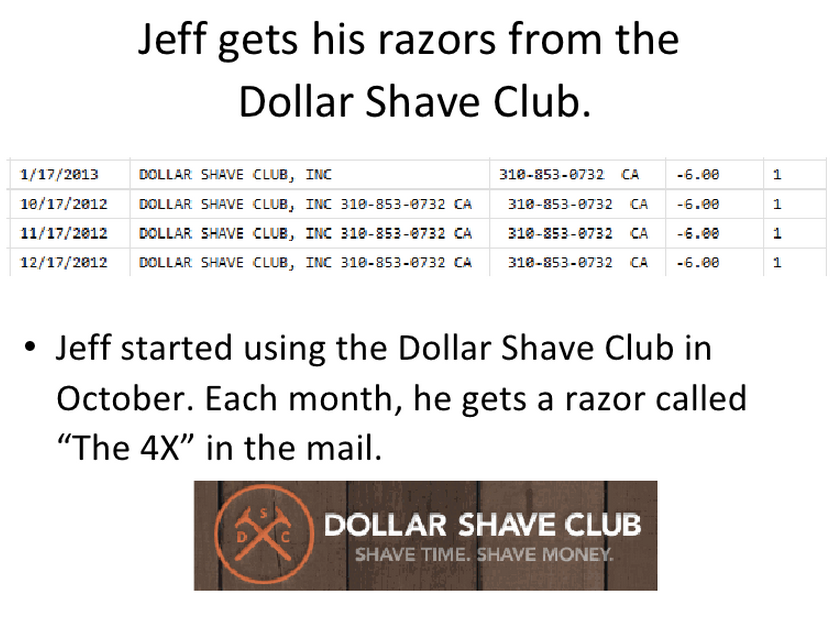 Jeff gets his razors from the
Dollar Shave Club.
1/17/2013 DOLLAR SHAVE CLUB, INC 310-853-0732 CA -6.00 1
10/17/2012 DOLLAR SHAVE CLUB, INC 310-853-0732 CA 310-853-0732 CA -6.00 1
11/17/2012 DOLLAR SHAVE CLUB, INC 310-853-0732 CA 310-853-0732 CA -6.00 1
12/17/2012 DOLLAR SHAVE CLUB, INC 310-853-0732 CA 310-853-0732 CA -6.00 1
• Jeff started using the Dollar Shave Club in
October. Each month, he gets a razor called
“The 4X” in the mail.
S
D C
DOLLAR SHAVE CLUB
SHAVE TIME. SHAVE MONEY.